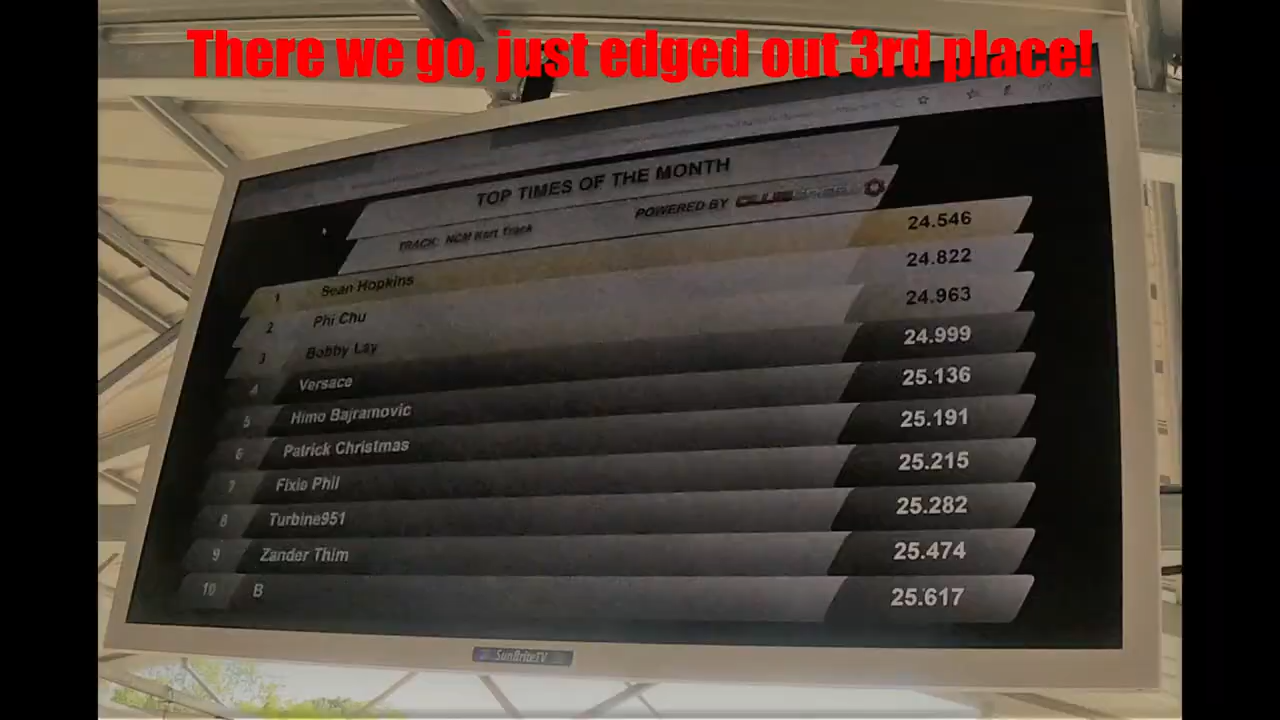 There we go, just edged out 3rd place!
TOP TIMES OF THE MONTH
TRACK: NCM Kart Track
POWERED BY CLUBSPEED
1 Sean Hopkins 24.546
2 Phi Chu 24.822
3 Bobby Lay 24.963
4 Versace 24.999
5 Himo Bajramovic 25.136
6 Patrick Christmas 25.191
7 Fixie Phil 25.215
8 Turbine951 25.282
9 Zander Thim 25.474
10 B 25.617
SunBriteTV